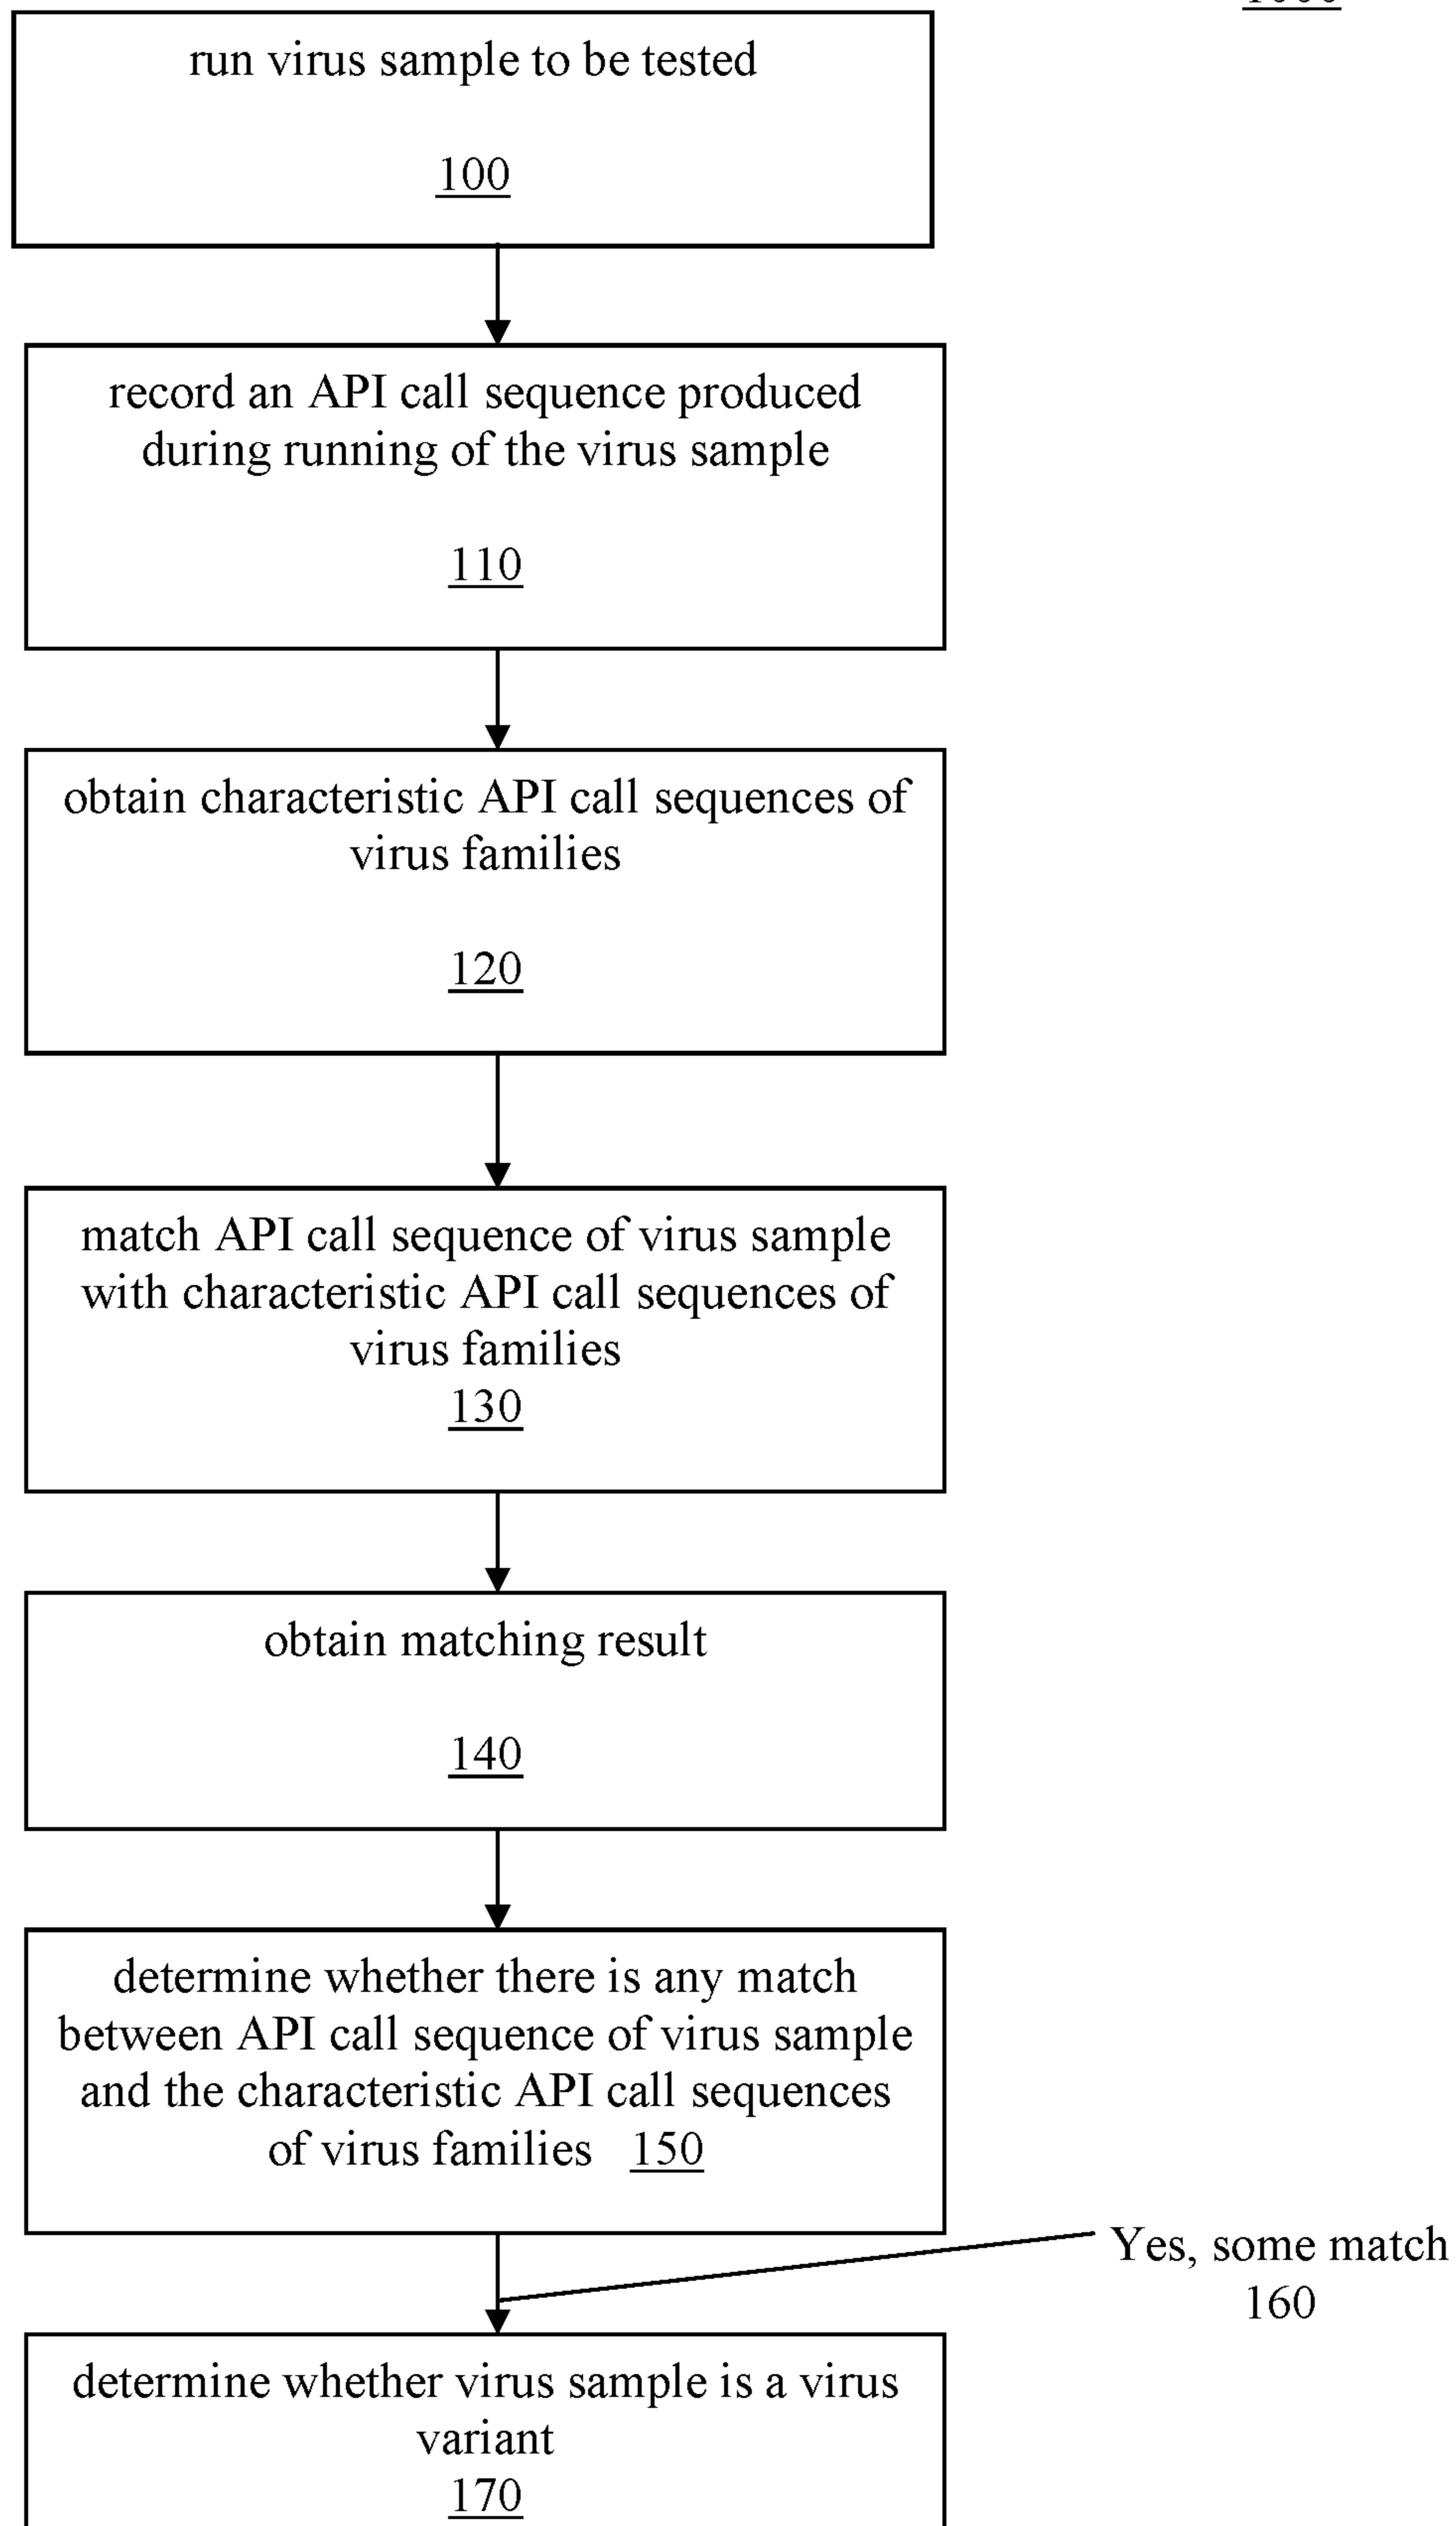 run virus sample to be tested
100
record an API call sequence produced
during running of the virus sample
110
obtain characteristic API call sequences of
virus families
120
match API call sequence of virus sample
with characteristic API call sequences of
virus families
130
obtain matching result
140
determine whether there is any match
between API call sequence of virus sample
and the characteristic API call sequences
of virus families 150
Yes, some match
160
determine whether virus sample is a virus
variant
170